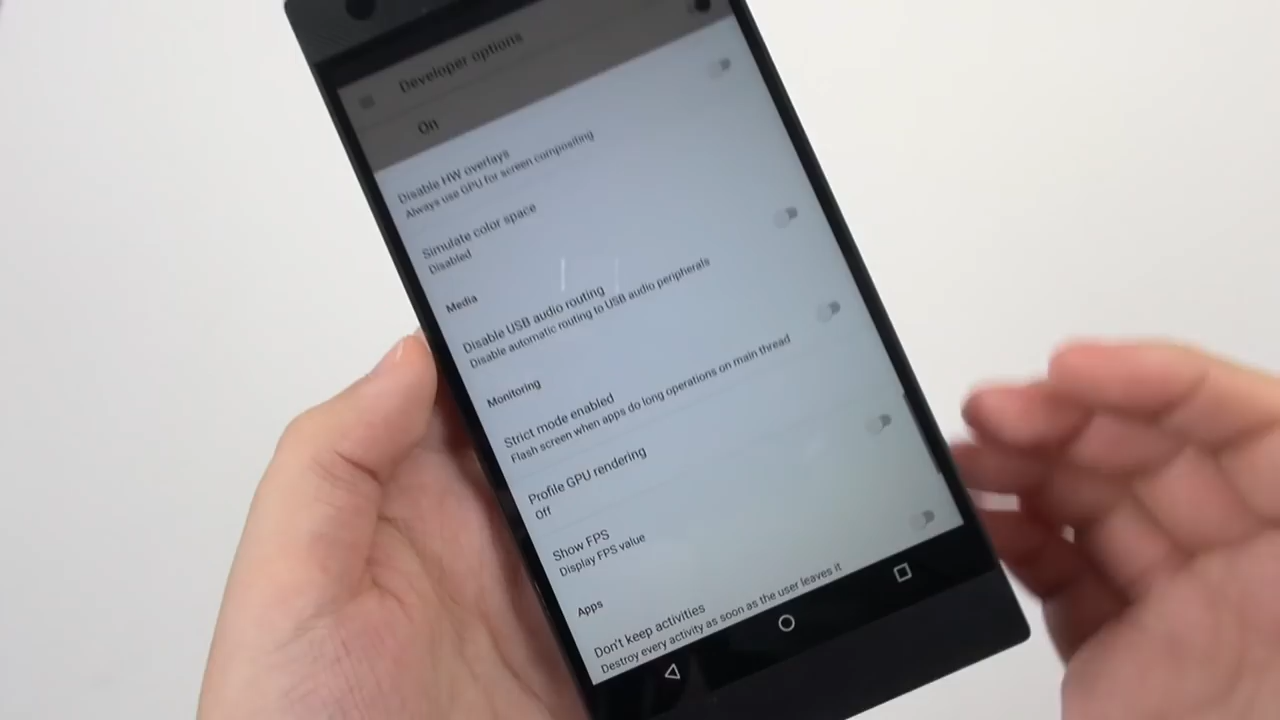 Developer options
On
Disable HW overlays
Always use GPU for screen compositing
Simulate color space
Disabled
Media
Disable USB audio routing
Disable automatic routing to USB audio peripherals
Monitoring
Strict mode enabled
Flash screen when apps do long operations on main thread
Profile GPU rendering
Off
Show FPS
Display FPS value
Apps
Don't keep activities
Destroy every activity as soon as the user leaves it